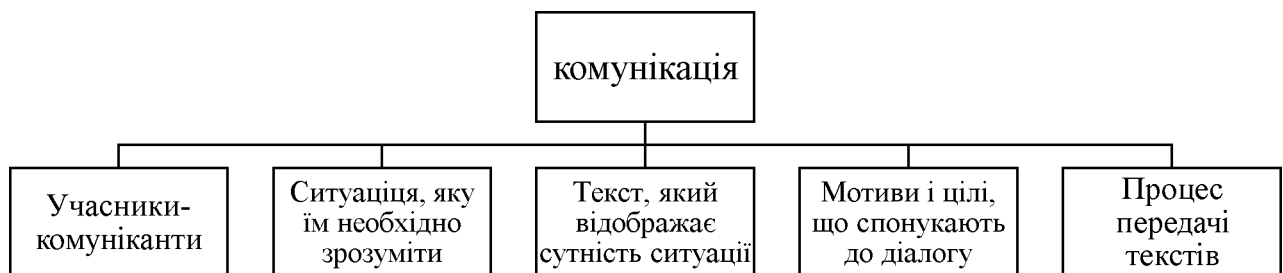 комунікація
Учасники-
комуніканти
Ситуаціця, яку
їм необхідно
зрозуміти
Текст, який
відображає
сутність ситуації
Мотиви і цілі,
що спонукають
до діалогу
Процес
передачі
текстів